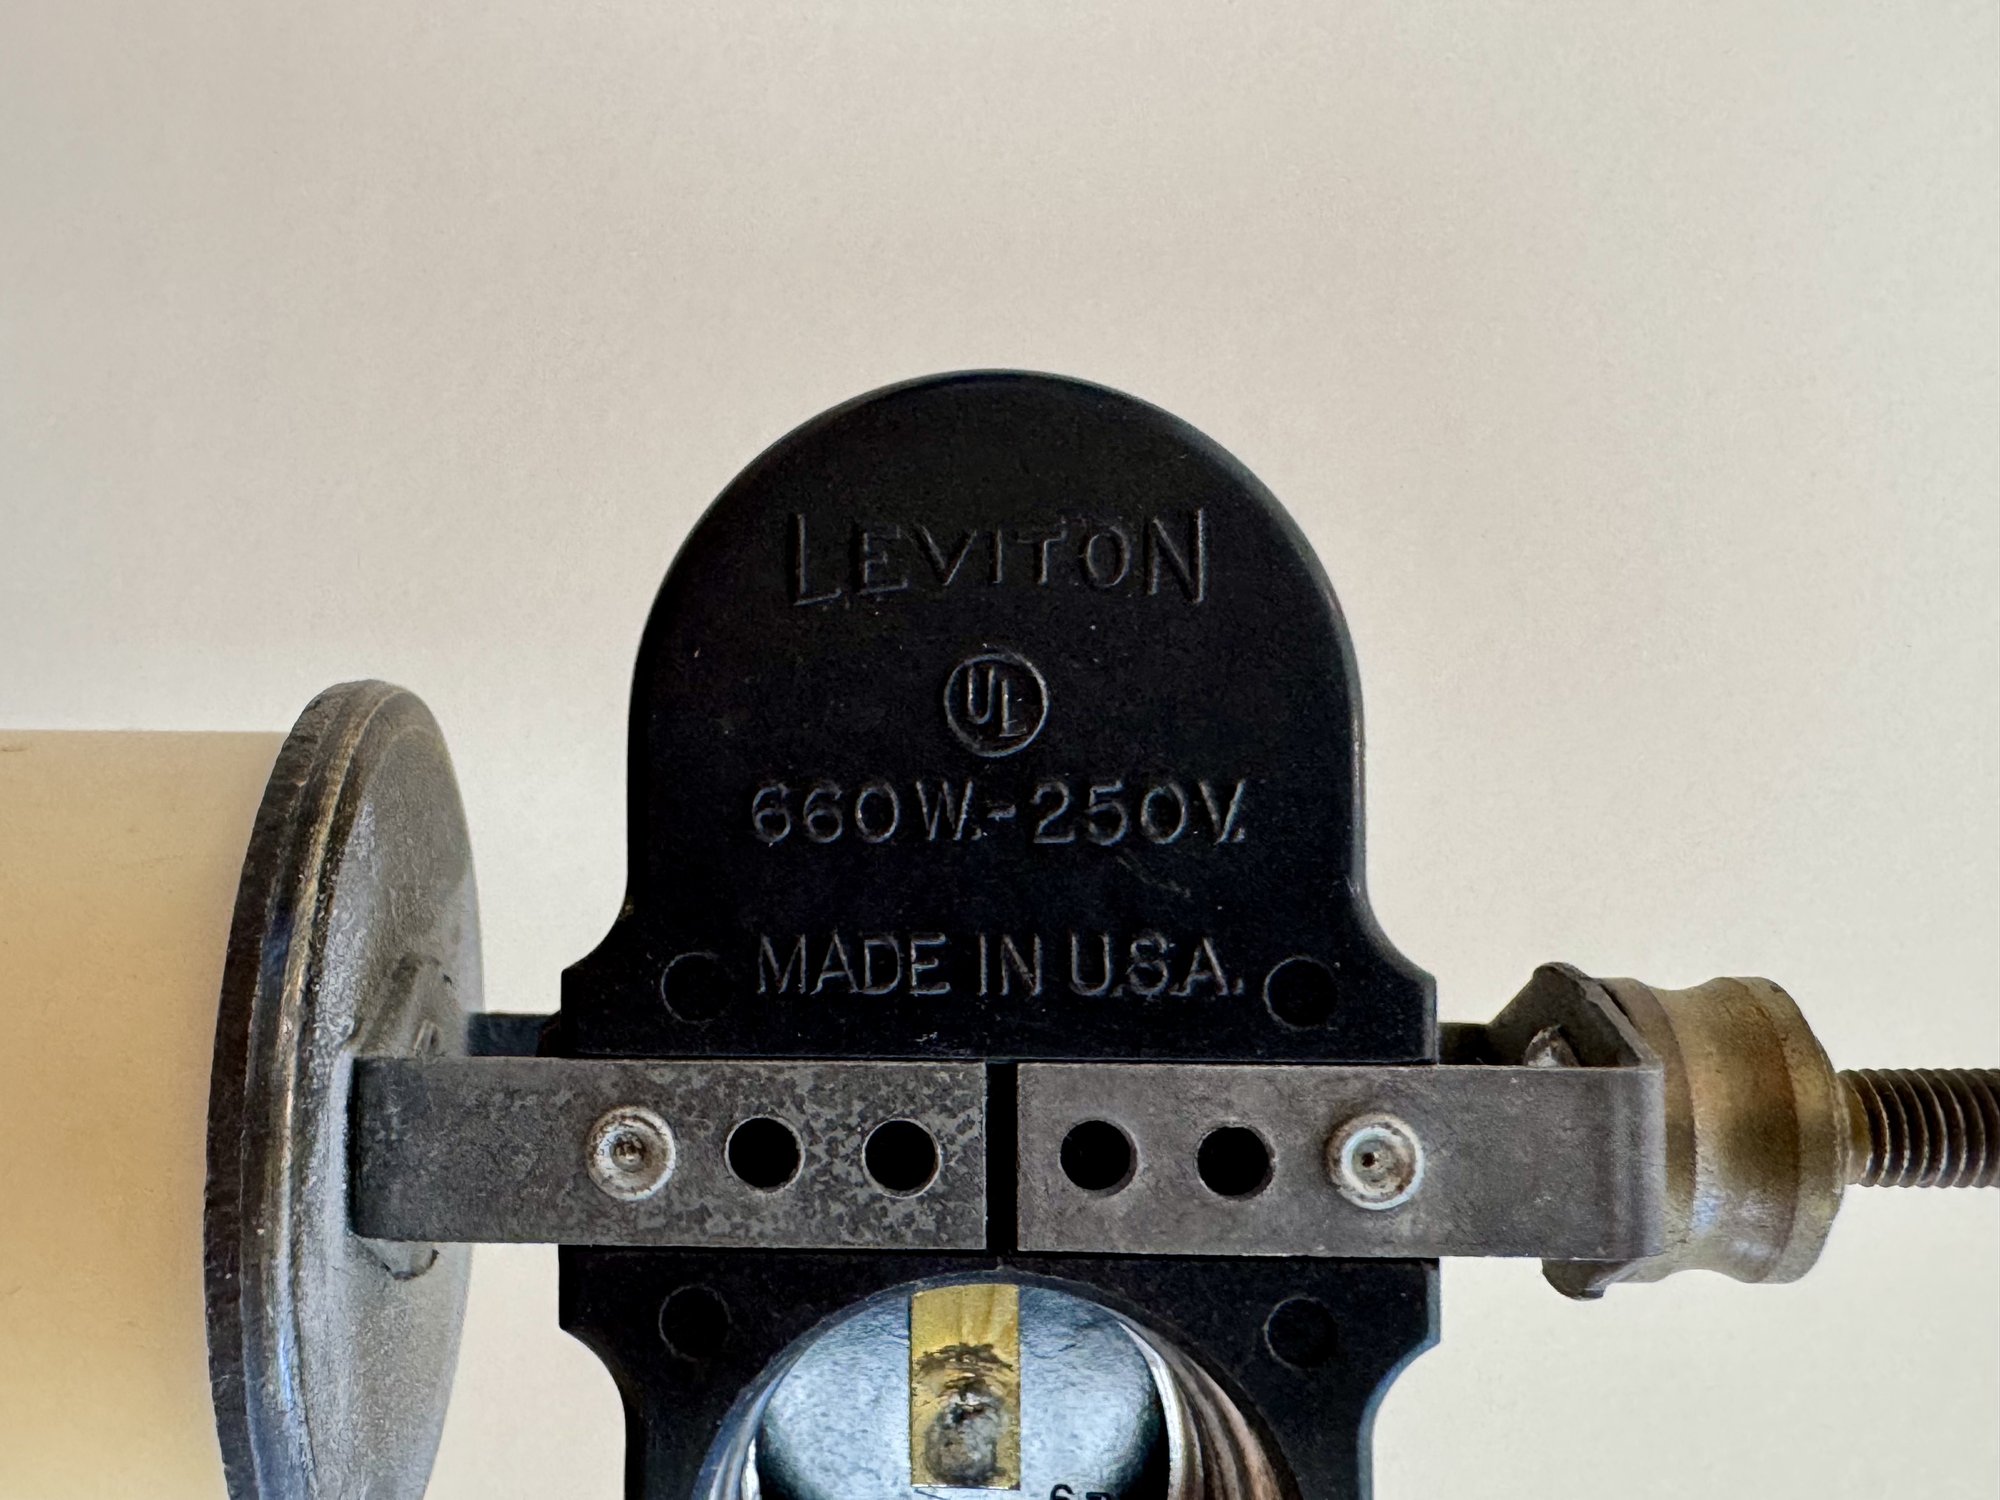 LEVITON
UL
660W.-250V.
MADE IN U.S.A.